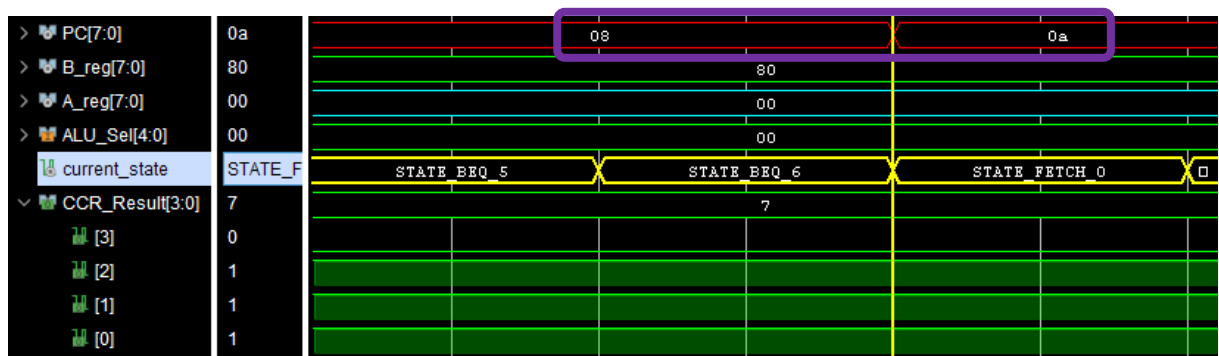 PC[7:0] 0a 08 0a
B_reg[7:0] 80 80
A_reg[7:0] 00 00
ALU_Sel[4:0] 00 00
current_state STATE_F STATE_BEQ_5 STATE_BEQ_6 STATE_FETCH_0
CCR_Result[3:0] 7 7
[3] 0
[2] 1
[1] 1
[0] 1